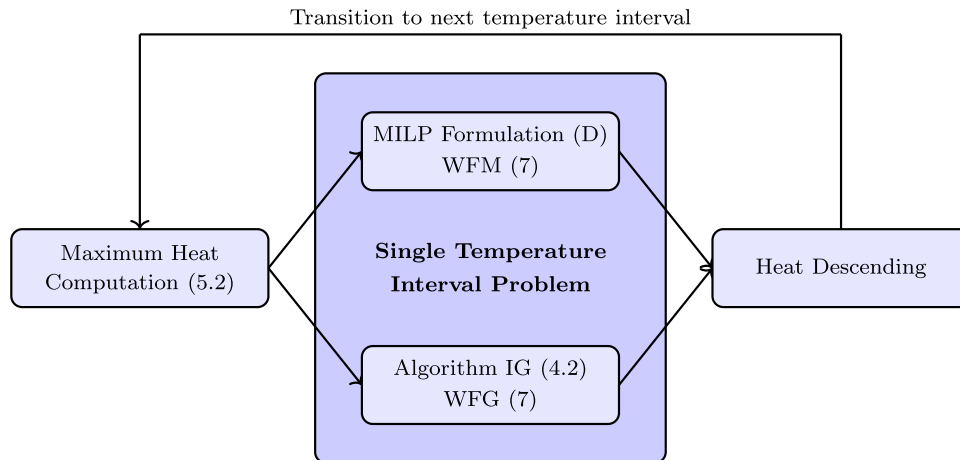 Transition to next temperature interval
MILP Formulation (D)
WFM (7)
Maximum Heat
Computation (5.2)
Single Temperature
Interval Problem
Heat Descending
Algorithm IG (4.2)
WFG (7)